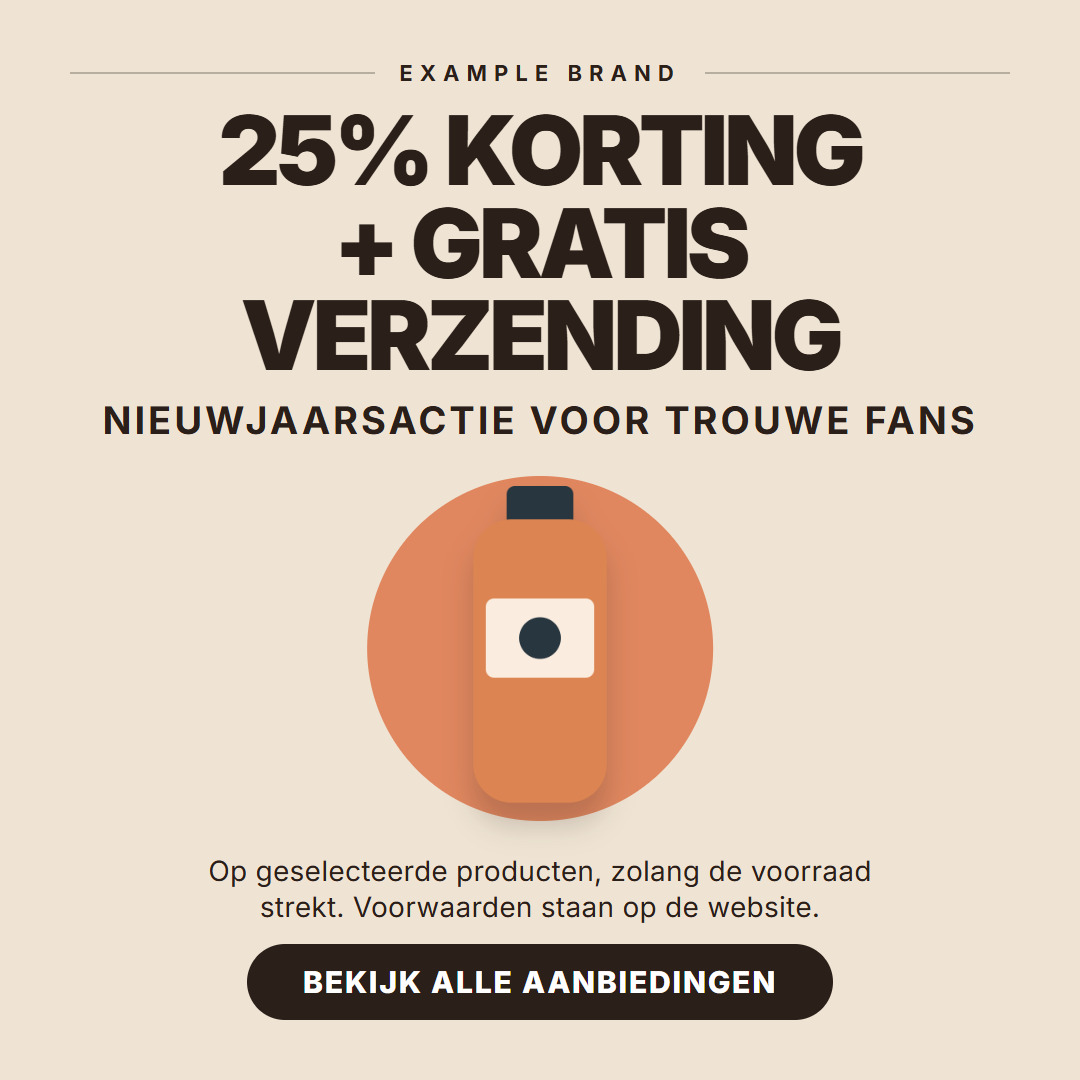 EXAMPLE BRAND
25% KORTING
+ GRATIS
VERZENDING
NIEUWJAARSACTIE VOOR TROUWE FANS
Op geselecteerde producten, zolang de voorraad
strekt. Voorwaarden staan op de website.
BEKIJK ALLE AANBIEDINGEN